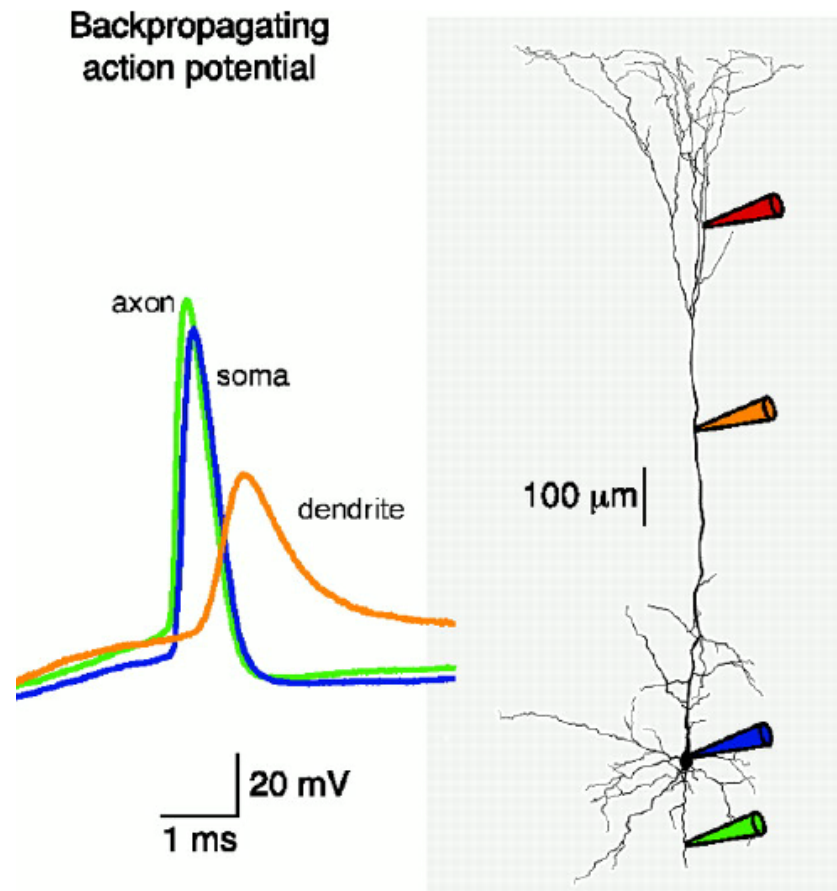 Backpropagating
action potential
axon
soma
dendrite
100 μm
20 mV
1 ms